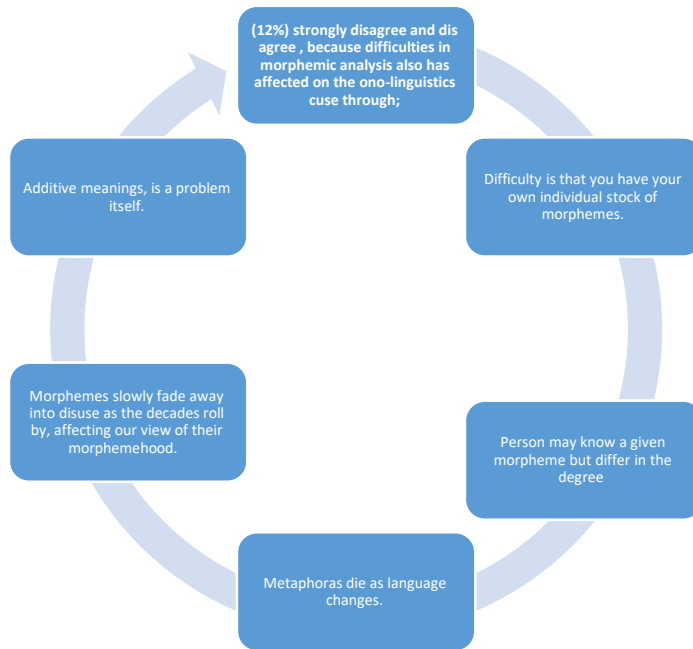 (12%) strongly disagree and dis
agree , because difficulties in
morphemic analysis also has
affected on the ono-linguistics
cuse through;
Difficulty is that you have your
own individual stock of
morphemes.
Person may know a given
morpheme but differ in the
degree
Metaphoras die as language
changes.
Morphemes slowly fade away
into disuse as the decades roll
by, affecting our view of their
morphemehood.
Additive meanings, is a problem
itself.